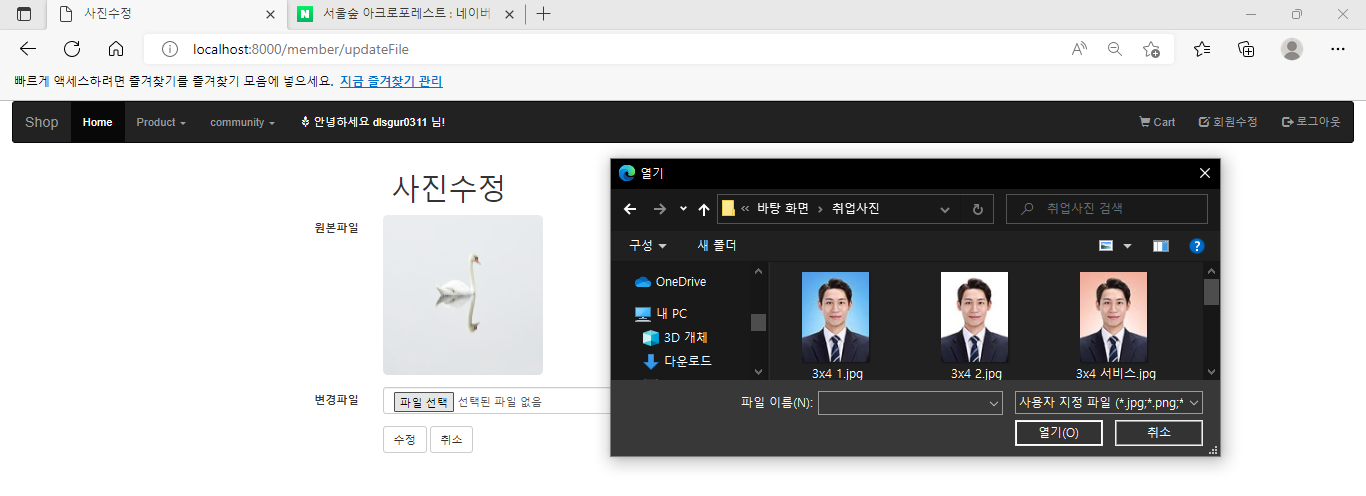 사진수정
서울숲 아크로포레스트 : 네이버
localhost:8000/member/updateFile
빠르게 액세스하려면 즐겨찾기를 즐겨찾기 모음에 넣으세요. 지금 즐겨찾기 관리
Shop Home Product community 안녕하세요 dlsgur0311 님! Cart 회원수정 로그아웃
사진수정
원본파일
변경파일 파일 선택 선택된 파일 없음
수정 취소
열기
« 바탕 화면 › 취업사진
취업사진 검색
구성 새 폴더
OneDrive
내 PC
3D 개체
다운로드
3x4 1.jpg
3x4 2.jpg
3x4 서비스.jpg
파일 이름(N): 사용자 지정 파일 (*.jpg;*.png;*
열기(O) 취소